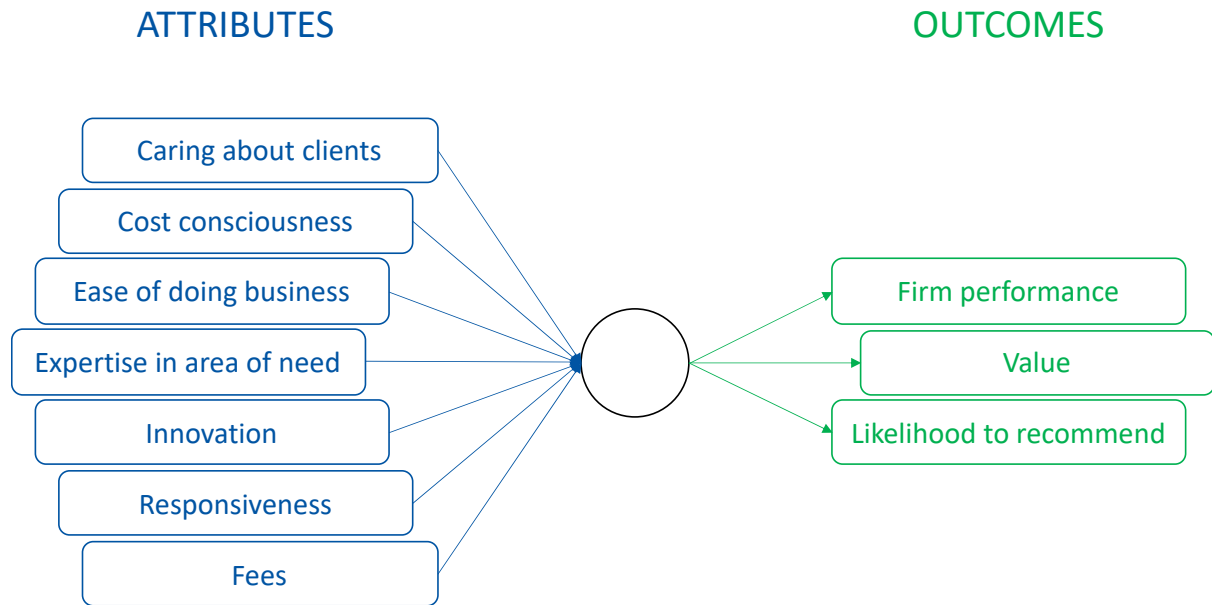 ATTRIBUTES
OUTCOMES
Caring about clients
Cost consciousness
Ease of doing business
Expertise in area of need
Innovation
Responsiveness
Fees
Firm performance
Value
Likelihood to recommend